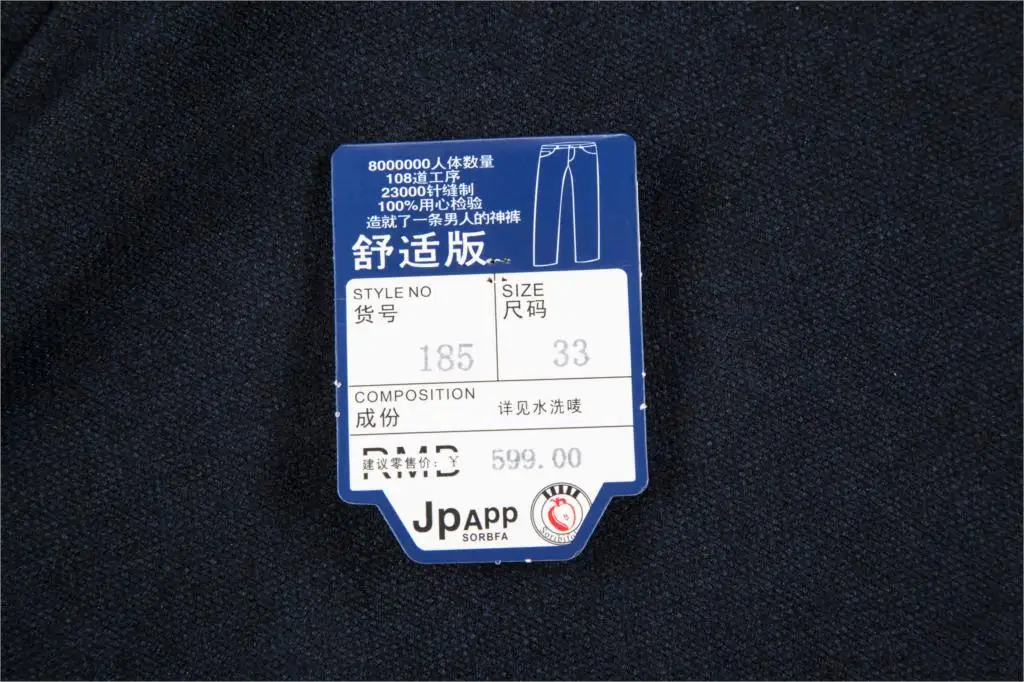 8000000人体数量
108道工序
23000针缝制
100%用心检验
造就了一条男人的神裤
舒适版
STYLE NO
货号
185
SIZE
尺码
33
COMPOSITION
成份
详见水洗唛
RMB
建议零售价：¥
599.00
JpApp
SORBFA